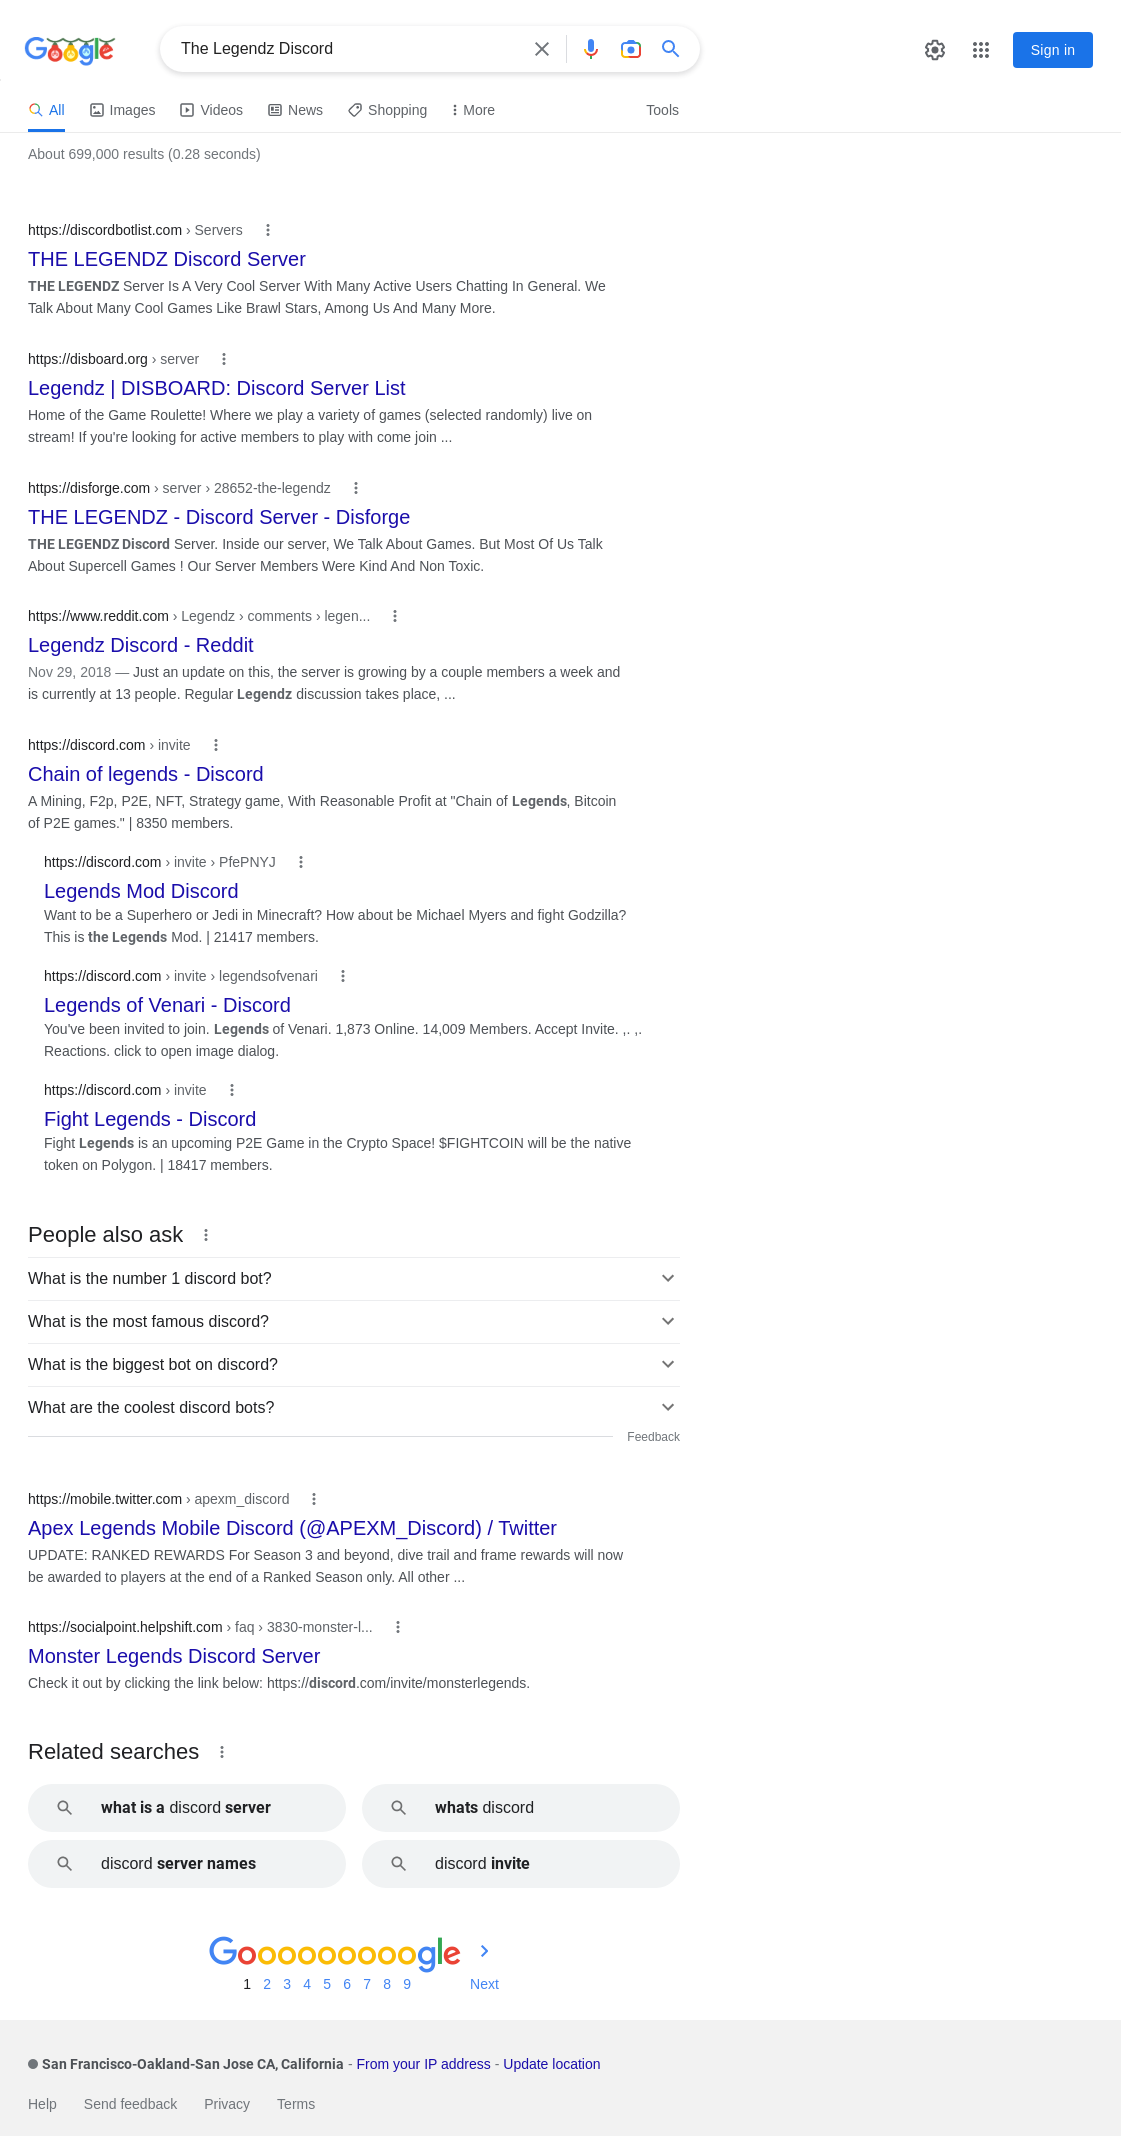 Google
The Legendz Discord
Sign in
All
Images
Videos
News
Shopping
More
Tools
About 699,000 results (0.28 seconds)
https://discordbotlist.com › Servers
THE LEGENDZ Discord Server
THE LEGENDZ Server Is A Very Cool Server With Many Active Users Chatting In General. We
Talk About Many Cool Games Like Brawl Stars, Among Us And Many More.
https://disboard.org › server
Legendz | DISBOARD: Discord Server List
Home of the Game Roulette! Where we play a variety of games (selected randomly) live on
stream! If you're looking for active members to play with come join ...
https://disforge.com › server › 28652-the-legendz
THE LEGENDZ - Discord Server - Disforge
THE LEGENDZ Discord Server. Inside our server, We Talk About Games. But Most Of Us Talk
About Supercell Games ! Our Server Members Were Kind And Non Toxic.
https://www.reddit.com › Legendz › comments › legen...
Legendz Discord - Reddit
Nov 29, 2018 — Just an update on this, the server is growing by a couple members a week and
is currently at 13 people. Regular Legendz discussion takes place, ...
https://discord.com › invite
Chain of legends - Discord
A Mining, F2p, P2E, NFT, Strategy game, With Reasonable Profit at "Chain of Legends, Bitcoin
of P2E games." | 8350 members.
https://discord.com › invite › PfePNYJ
Legends Mod Discord
Want to be a Superhero or Jedi in Minecraft? How about be Michael Myers and fight Godzilla?
This is the Legends Mod. | 21417 members.
https://discord.com › invite › legendsofvenari
Legends of Venari - Discord
You've been invited to join. Legends of Venari. 1,873 Online. 14,009 Members. Accept Invite. ,. ,.
Reactions. click to open image dialog.
https://discord.com › invite
Fight Legends - Discord
Fight Legends is an upcoming P2E Game in the Crypto Space! $FIGHTCOIN will be the native
token on Polygon. | 18417 members.
People also ask
What is the number 1 discord bot?
What is the most famous discord?
What is the biggest bot on discord?
What are the coolest discord bots?
Feedback
https://mobile.twitter.com › apexm_discord
Apex Legends Mobile Discord (@APEXM_Discord) / Twitter
UPDATE: RANKED REWARDS For Season 3 and beyond, dive trail and frame rewards will now
be awarded to players at the end of a Ranked Season only. All other ...
https://socialpoint.helpshift.com › faq › 3830-monster-l...
Monster Legends Discord Server
Check it out by clicking the link below: https://discord.com/invite/monsterlegends.
Related searches
what is a discord server
whats discord
discord server names
discord invite
Goooooooooogle
1 2 3 4 5 6 7 8 9 Next
San Francisco-Oakland-San Jose CA, California - From your IP address - Update location
Help Send feedback Privacy Terms